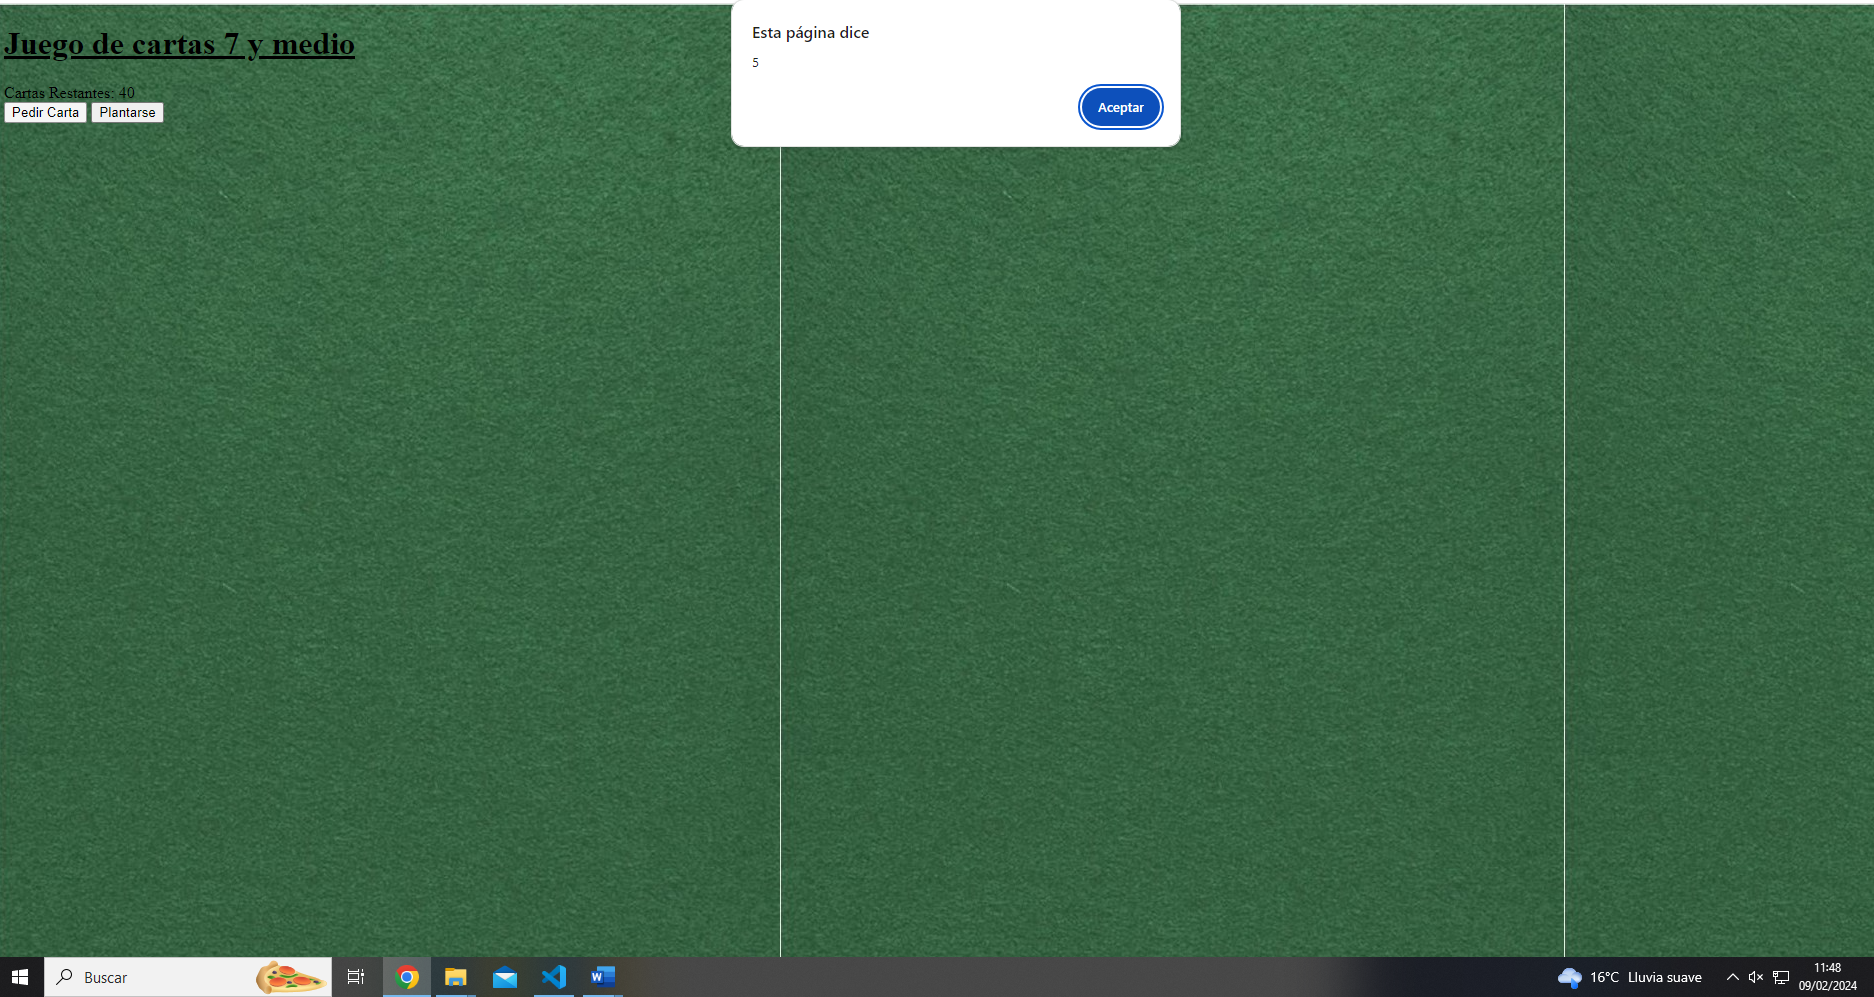 Juego de cartas 7 y medio
Cartas Restantes: 40
Pedir Carta
Plantarse
Esta página dice
5
Aceptar
Buscar
16°C Lluvia suave
11:48
09/02/2024